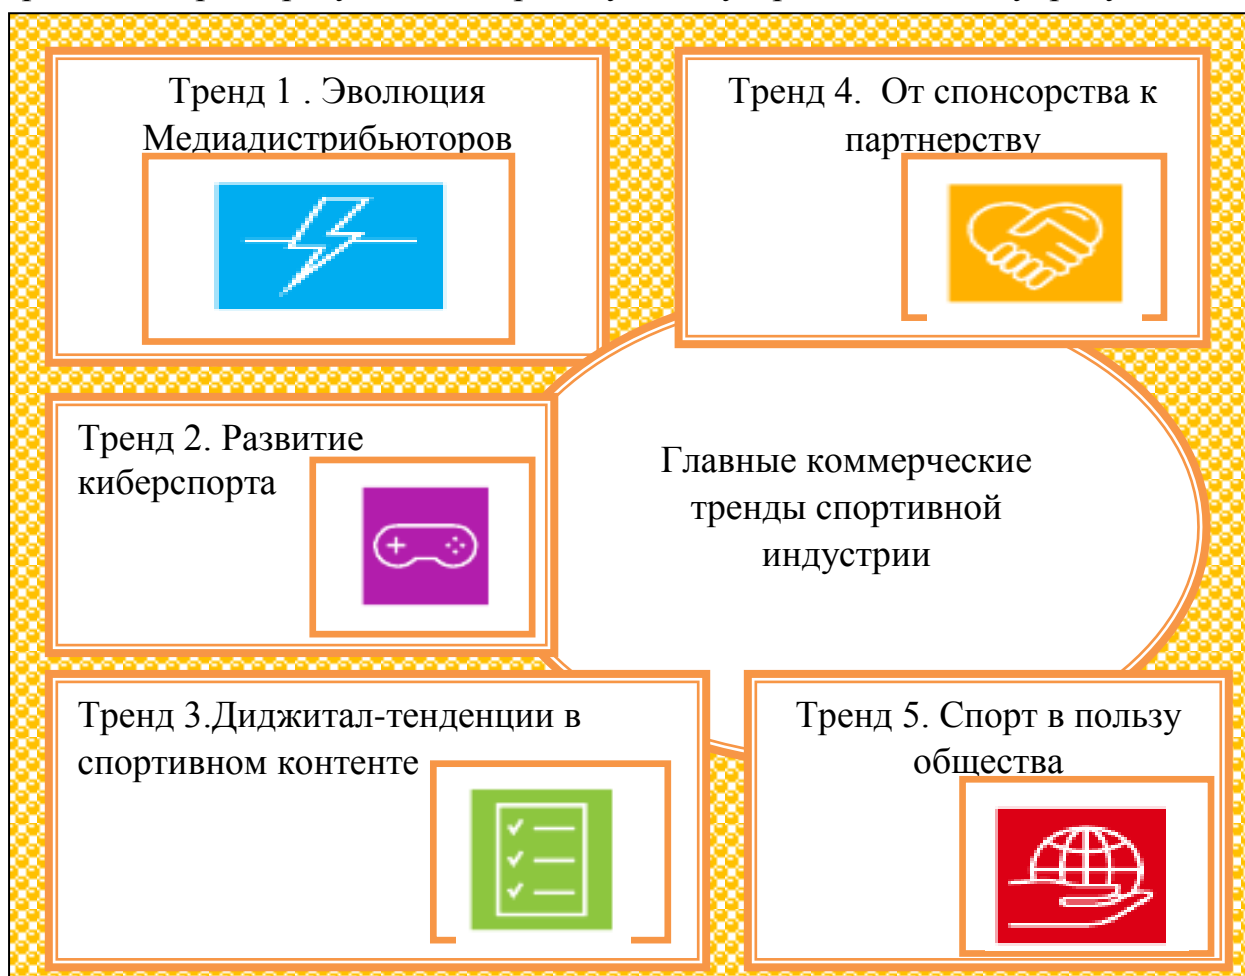 Тренд 1 . Эволюция
Медиадистрибьюторов
Тренд 4. От спонсорства к
партнерству
Тренд 2. Развитие
киберспорта
Главные коммерческие
тренды спортивной
индустрии
Тренд 3.Диджитал-тенденции в
спортивном контенте
Тренд 5. Спорт в пользу
общества